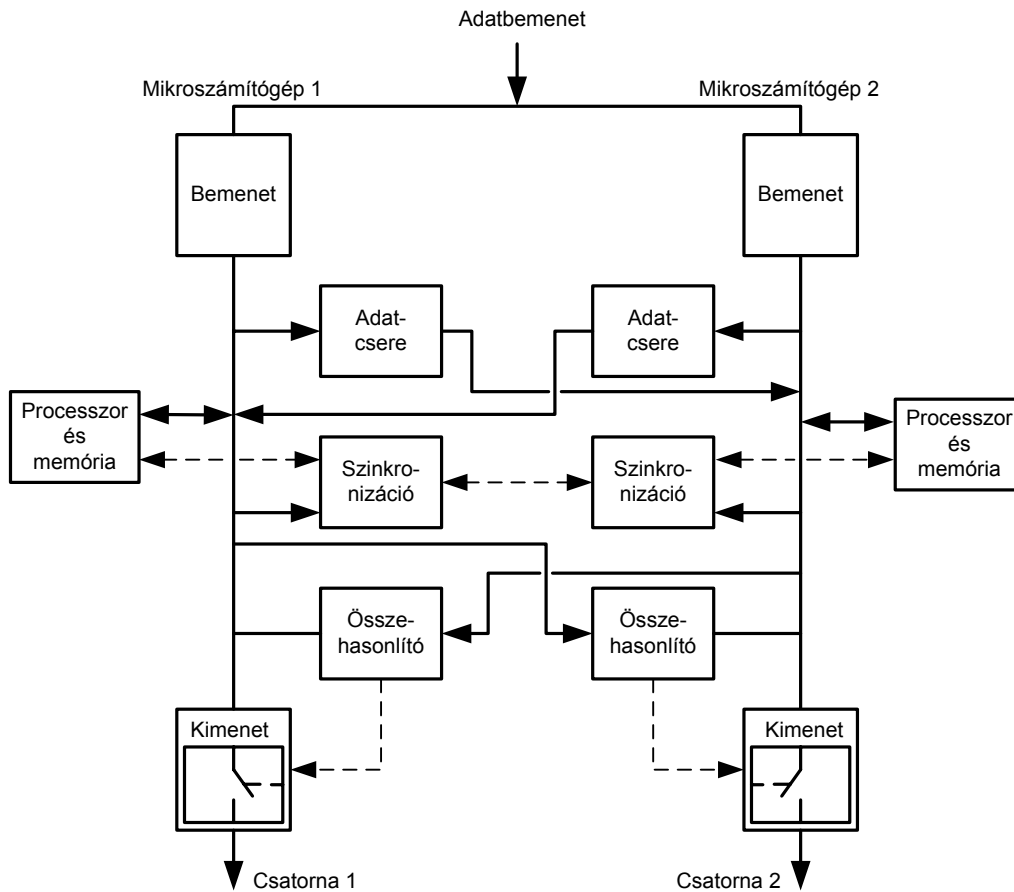 Adatbemenet
Mikroszámítógép 1
Mikroszámítógép 2
Bemenet
Bemenet
Adat-
csere
Adat-
csere
Processzor
és
memória
Processzor
és
memória
Szinkro-
nizáció
Szinkro-
nizáció
Össze-
hasonlító
Össze-
hasonlító
Kimenet
Kimenet
Csatorna 1
Csatorna 2